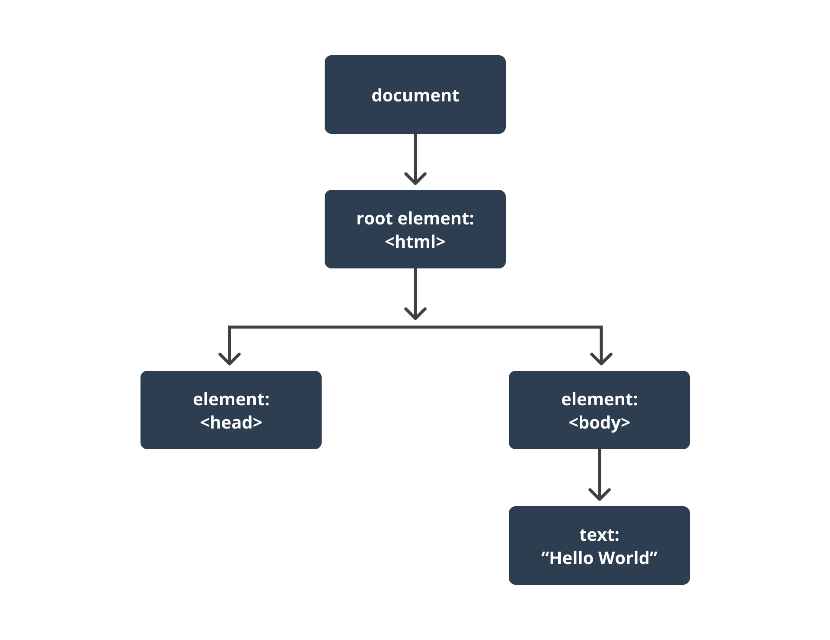 document
root element:
<html>
element:
<head>
element:
<body>
text:
“Hello World”